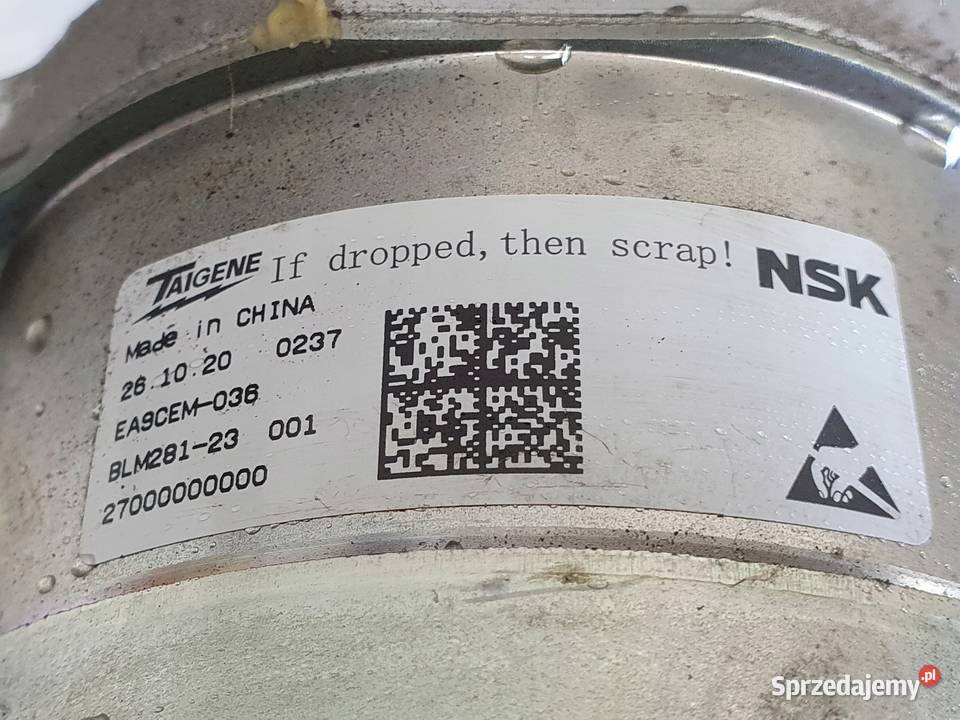 TAIGENE If dropped, then scrap! NSK
Made in CHINA
26.10.20 0237
EA9CEM-036
BLM281-23 001
27000000000
Sprzedajemy.pl